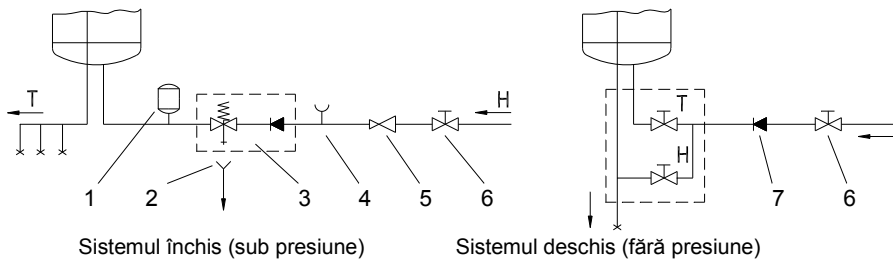 T
H
1 2 3 4 5 6
Sistemul închis (sub presiune)
T
H
7 6
Sistemul deschis (fără presiune)